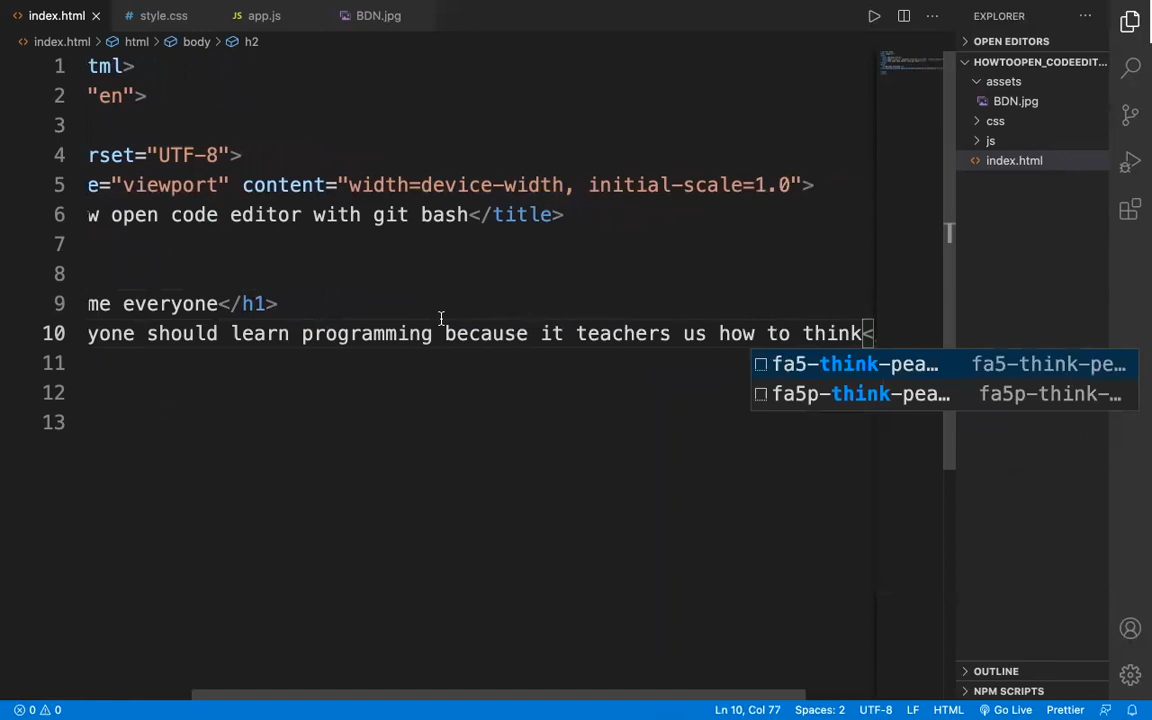 index.html
style.css
JS app.js
BDN.jpg
EXPLORER
index.html > html > body > h2
OPEN EDITORS
HOWTOOPEN_CODEEDIT...
assets
BDN.jpg
css
js
index.html
1 tml>
2 "en">
3
4 rset="UTF-8">
5 e="viewport" content="width=device-width, initial-scale=1.0">
6 w open code editor with git bash</title>
7
8
9 me everyone</h1>
10 yone should learn programming because it teachers us how to think<
11
12
13
fa5-think-pea... fa5-think-pe...
fa5p-think-pea... fa5p-think-...
OUTLINE
NPM SCRIPTS
0 0 Ln 10, Col 77 Spaces: 2 UTF-8 LF HTML Go Live Prettier